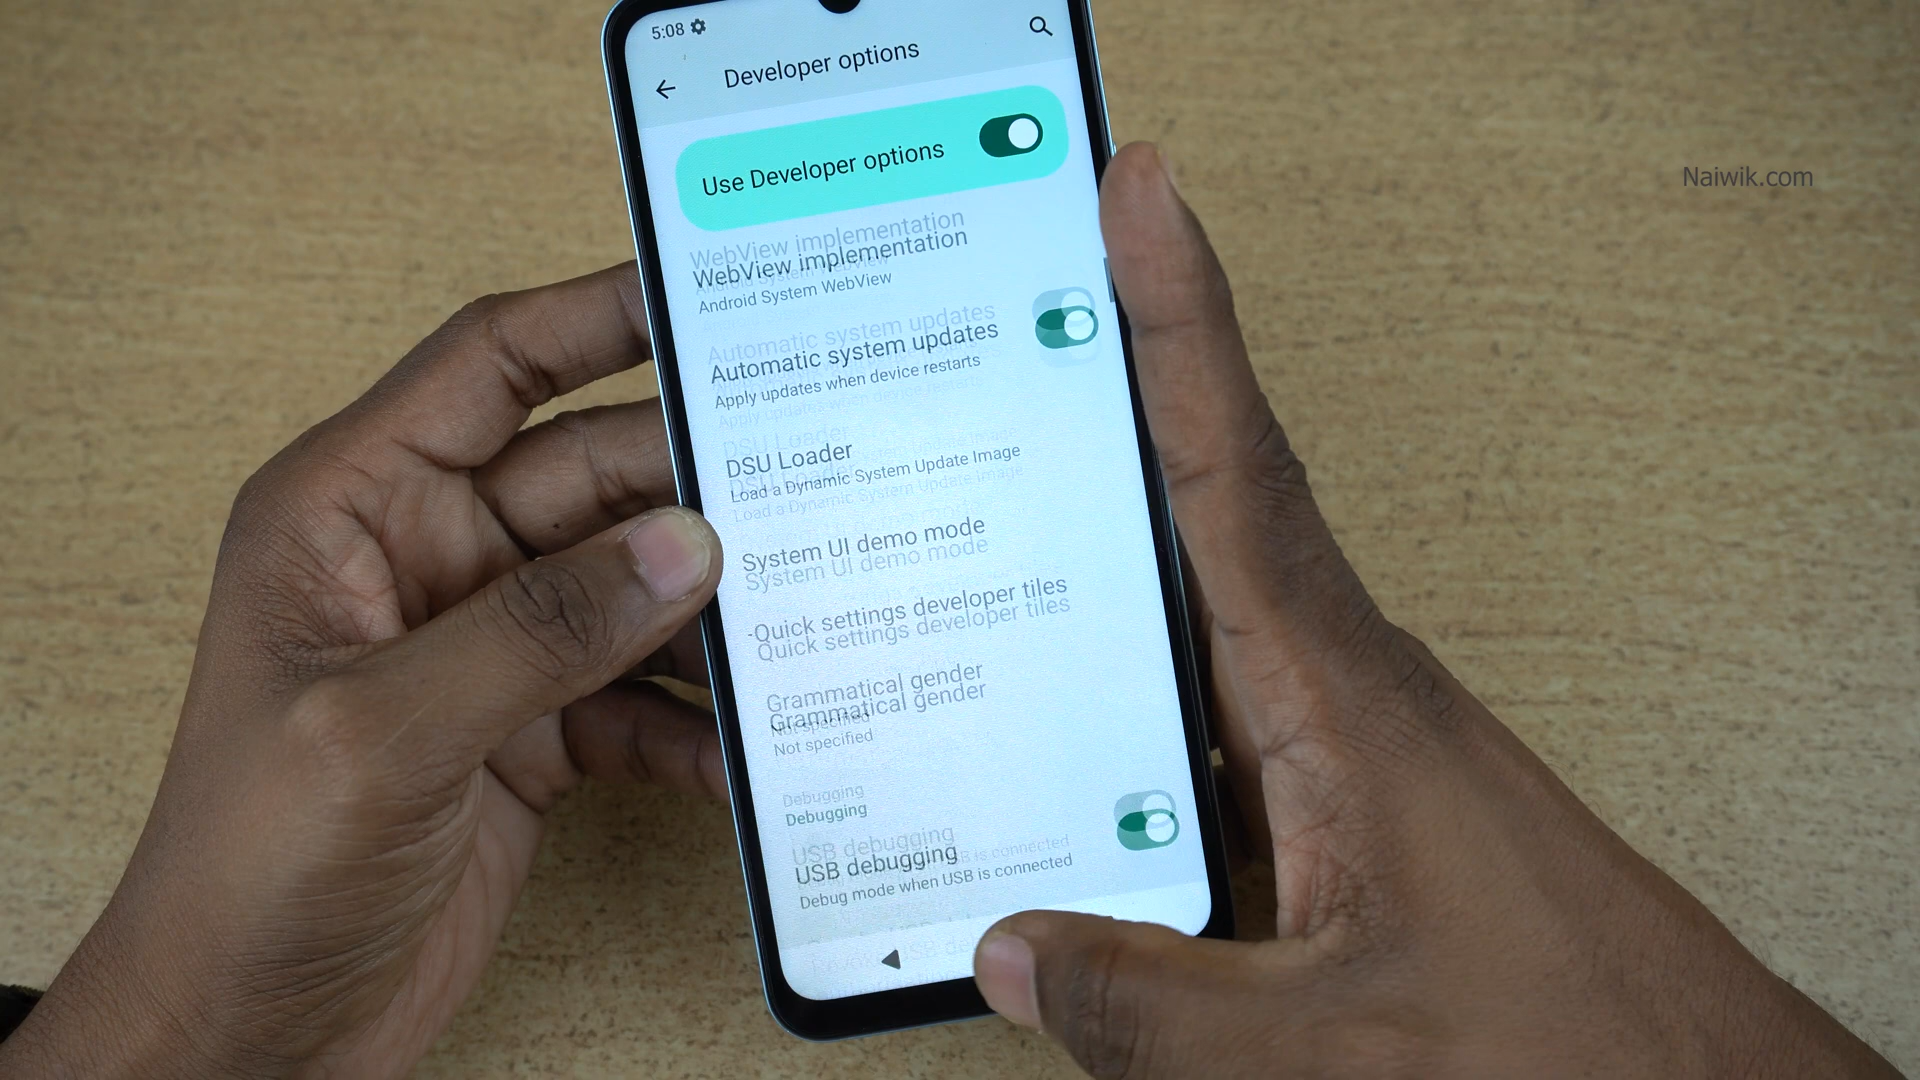 5:08
Developer options
Naiwik.com
Use Developer options
WebView implementation
Android System WebView
Automatic system updates
Apply updates when device restarts
DSU Loader
Load a Dynamic System Update Image
System UI demo mode
Quick settings developer tiles
Grammatical gender
Not specified
Debugging
USB debugging
Debug mode when USB is connected